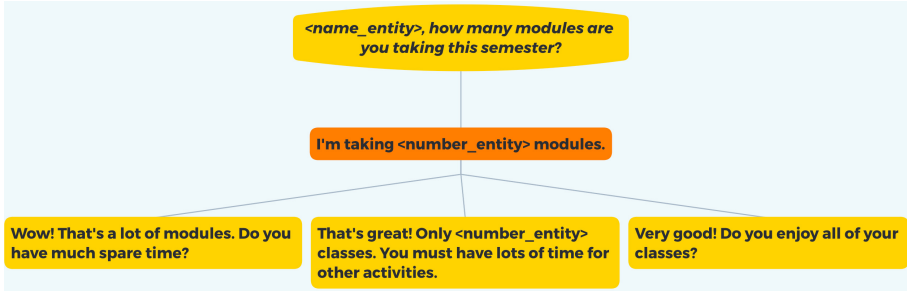 <name_entity>, how many modules are
you taking this semester?
I'm taking <number_entity> modules.
Wow! That's a lot of modules. Do you
have much spare time?
That's great! Only <number_entity>
classes. You must have lots of time for
other activities.
Very good! Do you enjoy all of your
classes?